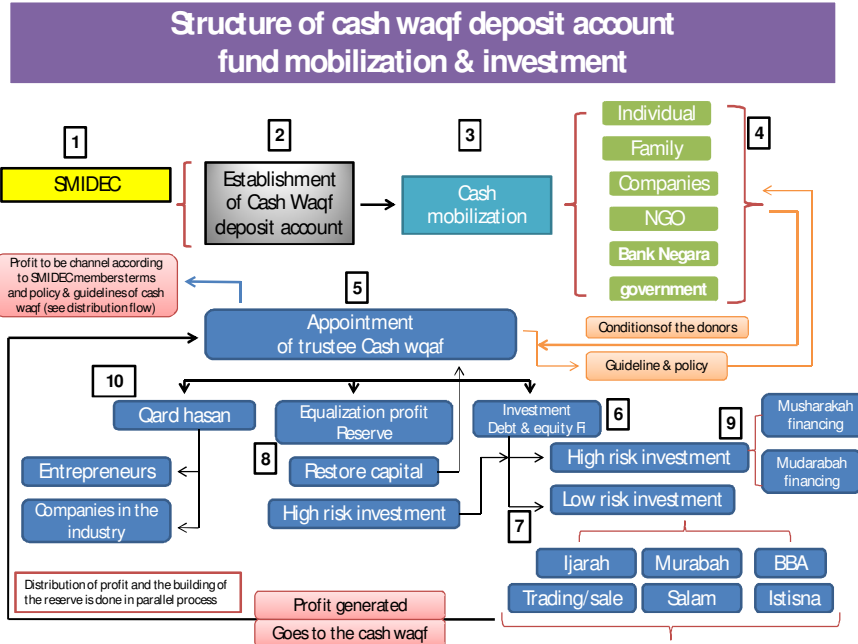 Structure of cash waqf deposit account
fund mobilization & investment
1
2
3
4
SMIDEC
Establishment
of Cash Waqf
deposit account
Cash
mobilization
Individual
Family
Companies
NGO
Bank Negara
government
Profit to be channel according
to SMIDEC members terms
and policy & guidelines of cash
waqf (see distribution flow)
5
Appointment
of trustee Cash wqaf
Conditions of the donors
Guideline & policy
10
Qard hasan
Equalization profit
Reserve
Investment
Debt & equity Fi
6
9
Musharakah
financing
Mudarabah
financing
8
Entrepreneurs
Restore capital
High risk investment
Companies in the
industry
High risk investment
7
Low risk investment
Ijarah
Murabah
BBA
Trading/sale
Salam
Istisna
Distribution of profit and the building of
the reserve is done in parallel process
Profit generated
Goes to the cash waqf